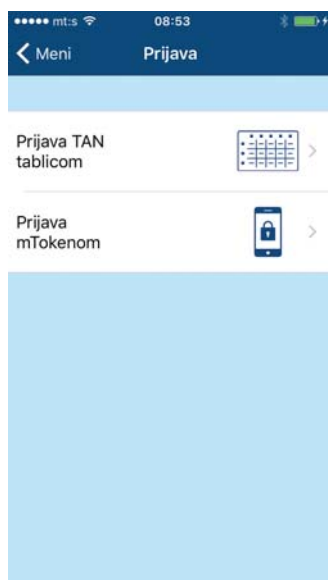 mt:s 08:53
Meni Prijava
Prijava TAN
tablicom
Prijava
mTokenom